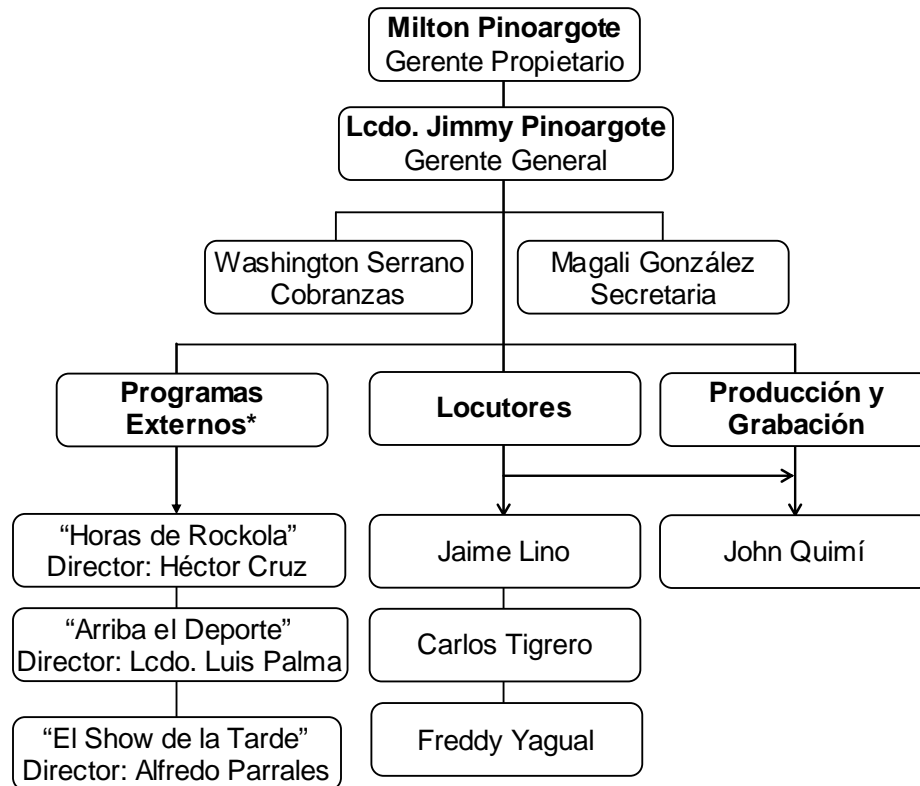 Milton Pinoargote
Gerente Propietario
Lcdo. Jimmy Pinoargote
Gerente General
Washington Serrano
Cobranzas
Magali González
Secretaria
Programas
Externos*
Locutores
Producción y
Grabación
“Horas de Rockola”
Director: Héctor Cruz
Jaime Lino
John Quimí
“Arriba el Deporte”
Director: Lcdo. Luis Palma
Carlos Tigrero
“El Show de la Tarde”
Director: Alfredo Parrales
Freddy Yagual